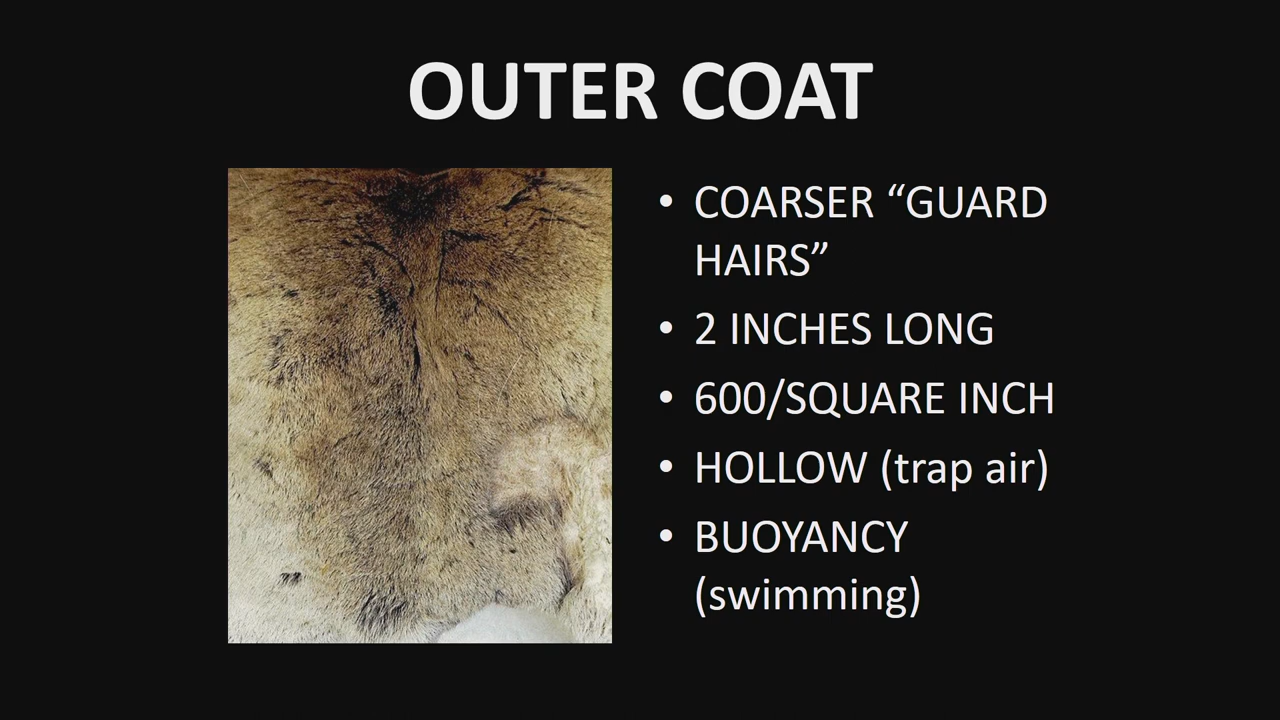 OUTER COAT
• COARSER “GUARD
HAIRS”
• 2 INCHES LONG
• 600/SQUARE INCH
• HOLLOW (trap air)
• BUOYANCY
(swimming)